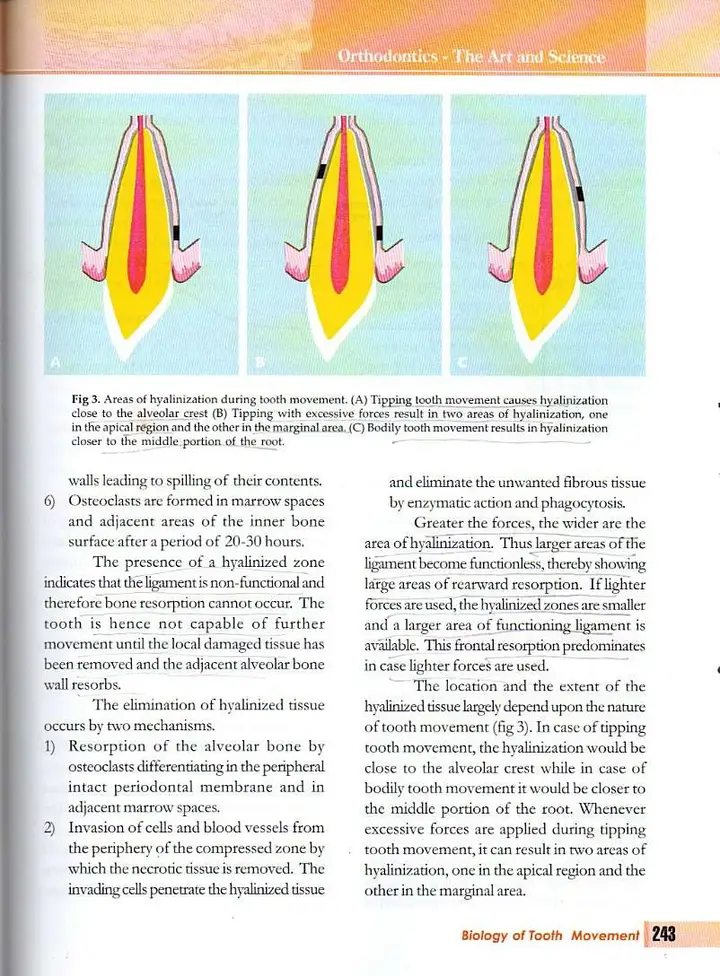 Orthodontics - The Art and Science
A
B
C
Fig 3. Areas of hyalinization during tooth movement. (A) Tipping tooth movement causes hyalinization
close to the alveolar crest (B) Tipping with excessive forces result in two areas of hyalinization, one
in the apical region and the other in the marginal area. (C) Bodily tooth movement results in hyalinization
closer to the middle portion of the root.
walls leading to spilling of their contents.
6) Osteoclasts are formed in marrow spaces
and adjacent areas of the inner bone
surface after a period of 20-30 hours.
The presence of a hyalinized zone
indicates that the ligament is non-functional and
therefore bone resorption cannot occur. The
tooth is hence not capable of further
movement until the local damaged tissue has
been removed and the adjacent alveolar bone
wall resorbs.
The elimination of hyalinized tissue
occurs by two mechanisms.
1) Resorption of the alveolar bone by
osteoclasts differentiating in the peripheral
intact periodontal membrane and in
adjacent marrow spaces.
2) Invasion of cells and blood vessels from
the periphery of the compressed zone by
which the necrotic tissue is removed. The
invading cells penetrate the hyalinized tissue
and eliminate the unwanted fibrous tissue
by enzymatic action and phagocytosis.
Greater the forces, the wider are the
area of hyalinization. Thus larger areas of the
ligament become functionless, thereby showing
large areas of rearward resorption. If lighter
forces are used, the hyalinized zones are smaller
and a larger area of functioning ligament is
available. This frontal resorption predominates
in case lighter forces are used.
The location and the extent of the
hyalinized tissue largely depend upon the nature
of tooth movement (fig 3). In case of tipping
tooth movement, the hyalinization would be
close to the alveolar crest while in case of
bodily tooth movement it would be closer to
the middle portion of the root. Whenever
excessive forces are applied during tipping
tooth movement, it can result in two areas of
hyalinization, one in the apical region and the
other in the marginal area.
Biology of Tooth Movement 243